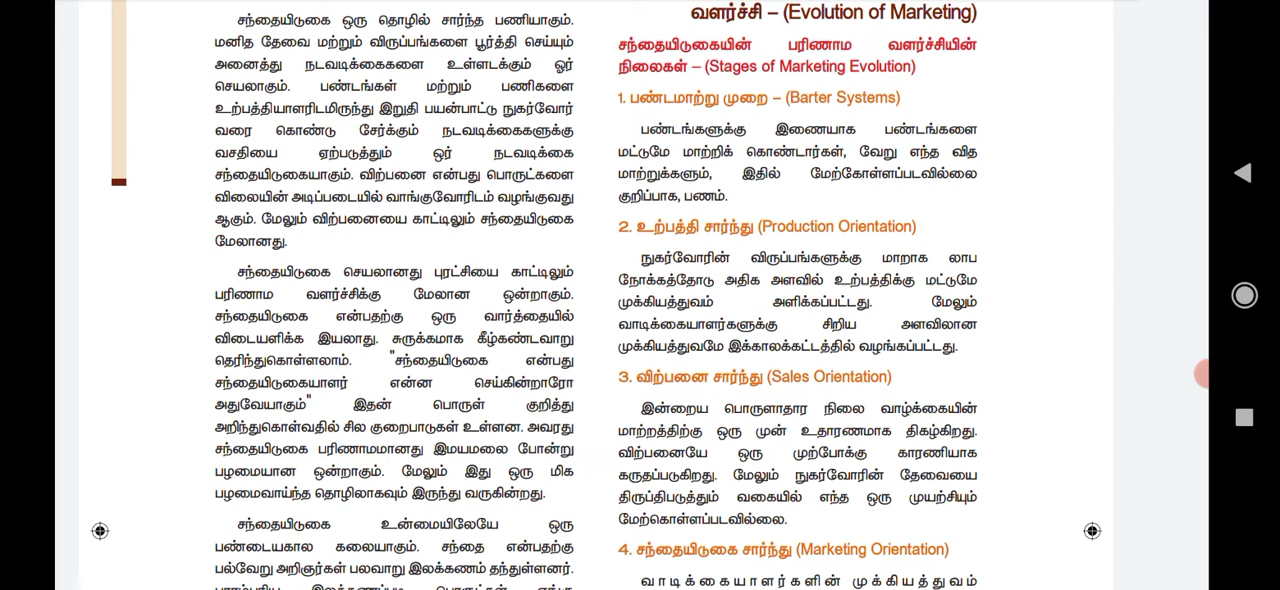 சந்தையிடுகை ஒரு தொழில் சார்ந்த பணியாகும்.
மனித தேவை மற்றும் விருப்பங்களை பூர்த்தி செய்யும்
அனைத்து நடவடிக்கைகளை உள்ளடக்கும் ஓர்
செயலாகும். பண்டங்கள் மற்றும் பணிகளை
உற்பத்தியாளரிடமிருந்து இறுதி பயன்பாட்டு நுகர்வோர்
வரை கொண்டு சேர்க்கும் நடவடிக்கைகளுக்கு
வசதியை ஏற்படுத்தும் ஒர் நடவடிக்கை
சந்தையிடுகையாகும். விற்பனை என்பது பொருட்களை
விலையின் அடிப்படையில் வாங்குவோரிடம் வழங்குவது
ஆகும். மேலும் விற்பனையை காட்டிலும் சந்தையிடுகை
மேலானது.
சந்தையிடுகை செயலானது புரட்சியை காட்டிலும்
பரிணாம வளர்ச்சிக்கு மேலான ஒன்றாகும்.
சந்தையிடுகை என்பதற்கு ஒரு வார்த்தையில்
விடையளிக்க இயலாது. சுருக்கமாக கீழ்கண்டவாறு
தெரிந்துகொள்ளலாம். "சந்தையிடுகை என்பது
சந்தையிடுகையாளர் என்ன செய்கின்றாரோ
அதுவேயாகும்" இதன் பொருள் குறித்து
அறிந்துகொள்வதில் சில குறைபாடுகள் உள்ளன. அவரது
சந்தையிடுகை பரிணாமமானது இமயமலை போன்று
பழமையான ஒன்றாகும். மேலும் இது ஒரு மிக
பழமைவாய்ந்த தொழிலாகவும் இருந்து வருகின்றது.
சந்தையிடுகை உன்மையிலேயே ஒரு
பண்டையகால கலையாகும். சந்தை என்பதற்கு
பல்வேறு அறிஞர்கள் பலவாறு இலக்கணம் தந்துள்ளனர்.
வளர்ச்சி – (Evolution of Marketing)
சந்தையிடுகையின் பரிணாம வளர்ச்சியின்
நிலைகள் – (Stages of Marketing Evolution)
1. பண்டமாற்று முறை – (Barter Systems)
பண்டங்களுக்கு இணையாக பண்டங்களை
மட்டுமே மாற்றிக் கொண்டார்கள், வேறு எந்த வித
மாற்றுக்களும், இதில் மேற்கோள்ளப்படவில்லை
குறிப்பாக, பணம்.
2. உற்பத்தி சார்ந்து (Production Orientation)
நுகர்வோரின் விருப்பங்களுக்கு மாறாக லாப
நோக்கத்தோடு அதிக அளவில் உற்பத்திக்கு மட்டுமே
முக்கியத்துவம் அளிக்கப்பட்டது. மேலும்
வாடிக்கையாளர்களுக்கு சிறிய அளவிலான
முக்கியத்துவமே இக்காலக்கட்டத்தில் வழங்கப்பட்டது.
3. விற்பனை சார்ந்து (Sales Orientation)
இன்றைய பொருளாதார நிலை வாழ்க்கையின்
மாற்றத்திற்கு ஒரு முன் உதாரணமாக திகழ்கிறது.
விற்பனையே ஒரு முற்போக்கு காரணியாக
கருதப்படுகிறது. மேலும் நுகர்வோரின் தேவையை
திருப்திபடுத்தும் வகையில் எந்த ஒரு முயற்சியும்
மேற்கொள்ளப்படவில்லை.
4. சந்தையிடுகை சார்ந்து (Marketing Orientation)
வாடிக்கையாளர்களின் முக்கியத்துவம்